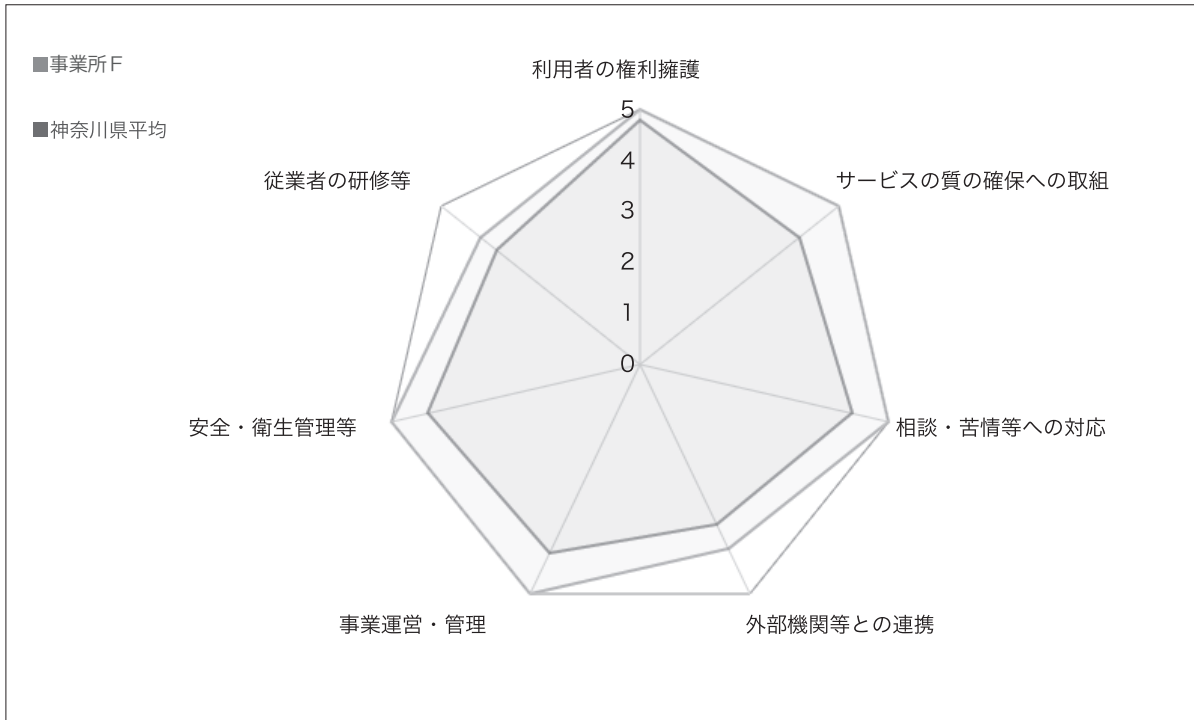 ■事業所F
■神奈川県平均
利用者の権利擁護
サービスの質の確保への取組
相談・苦情等への対応
外部機関等との連携
事業運営・管理
安全・衛生管理等
従業者の研修等
5
4
3
2
1
0